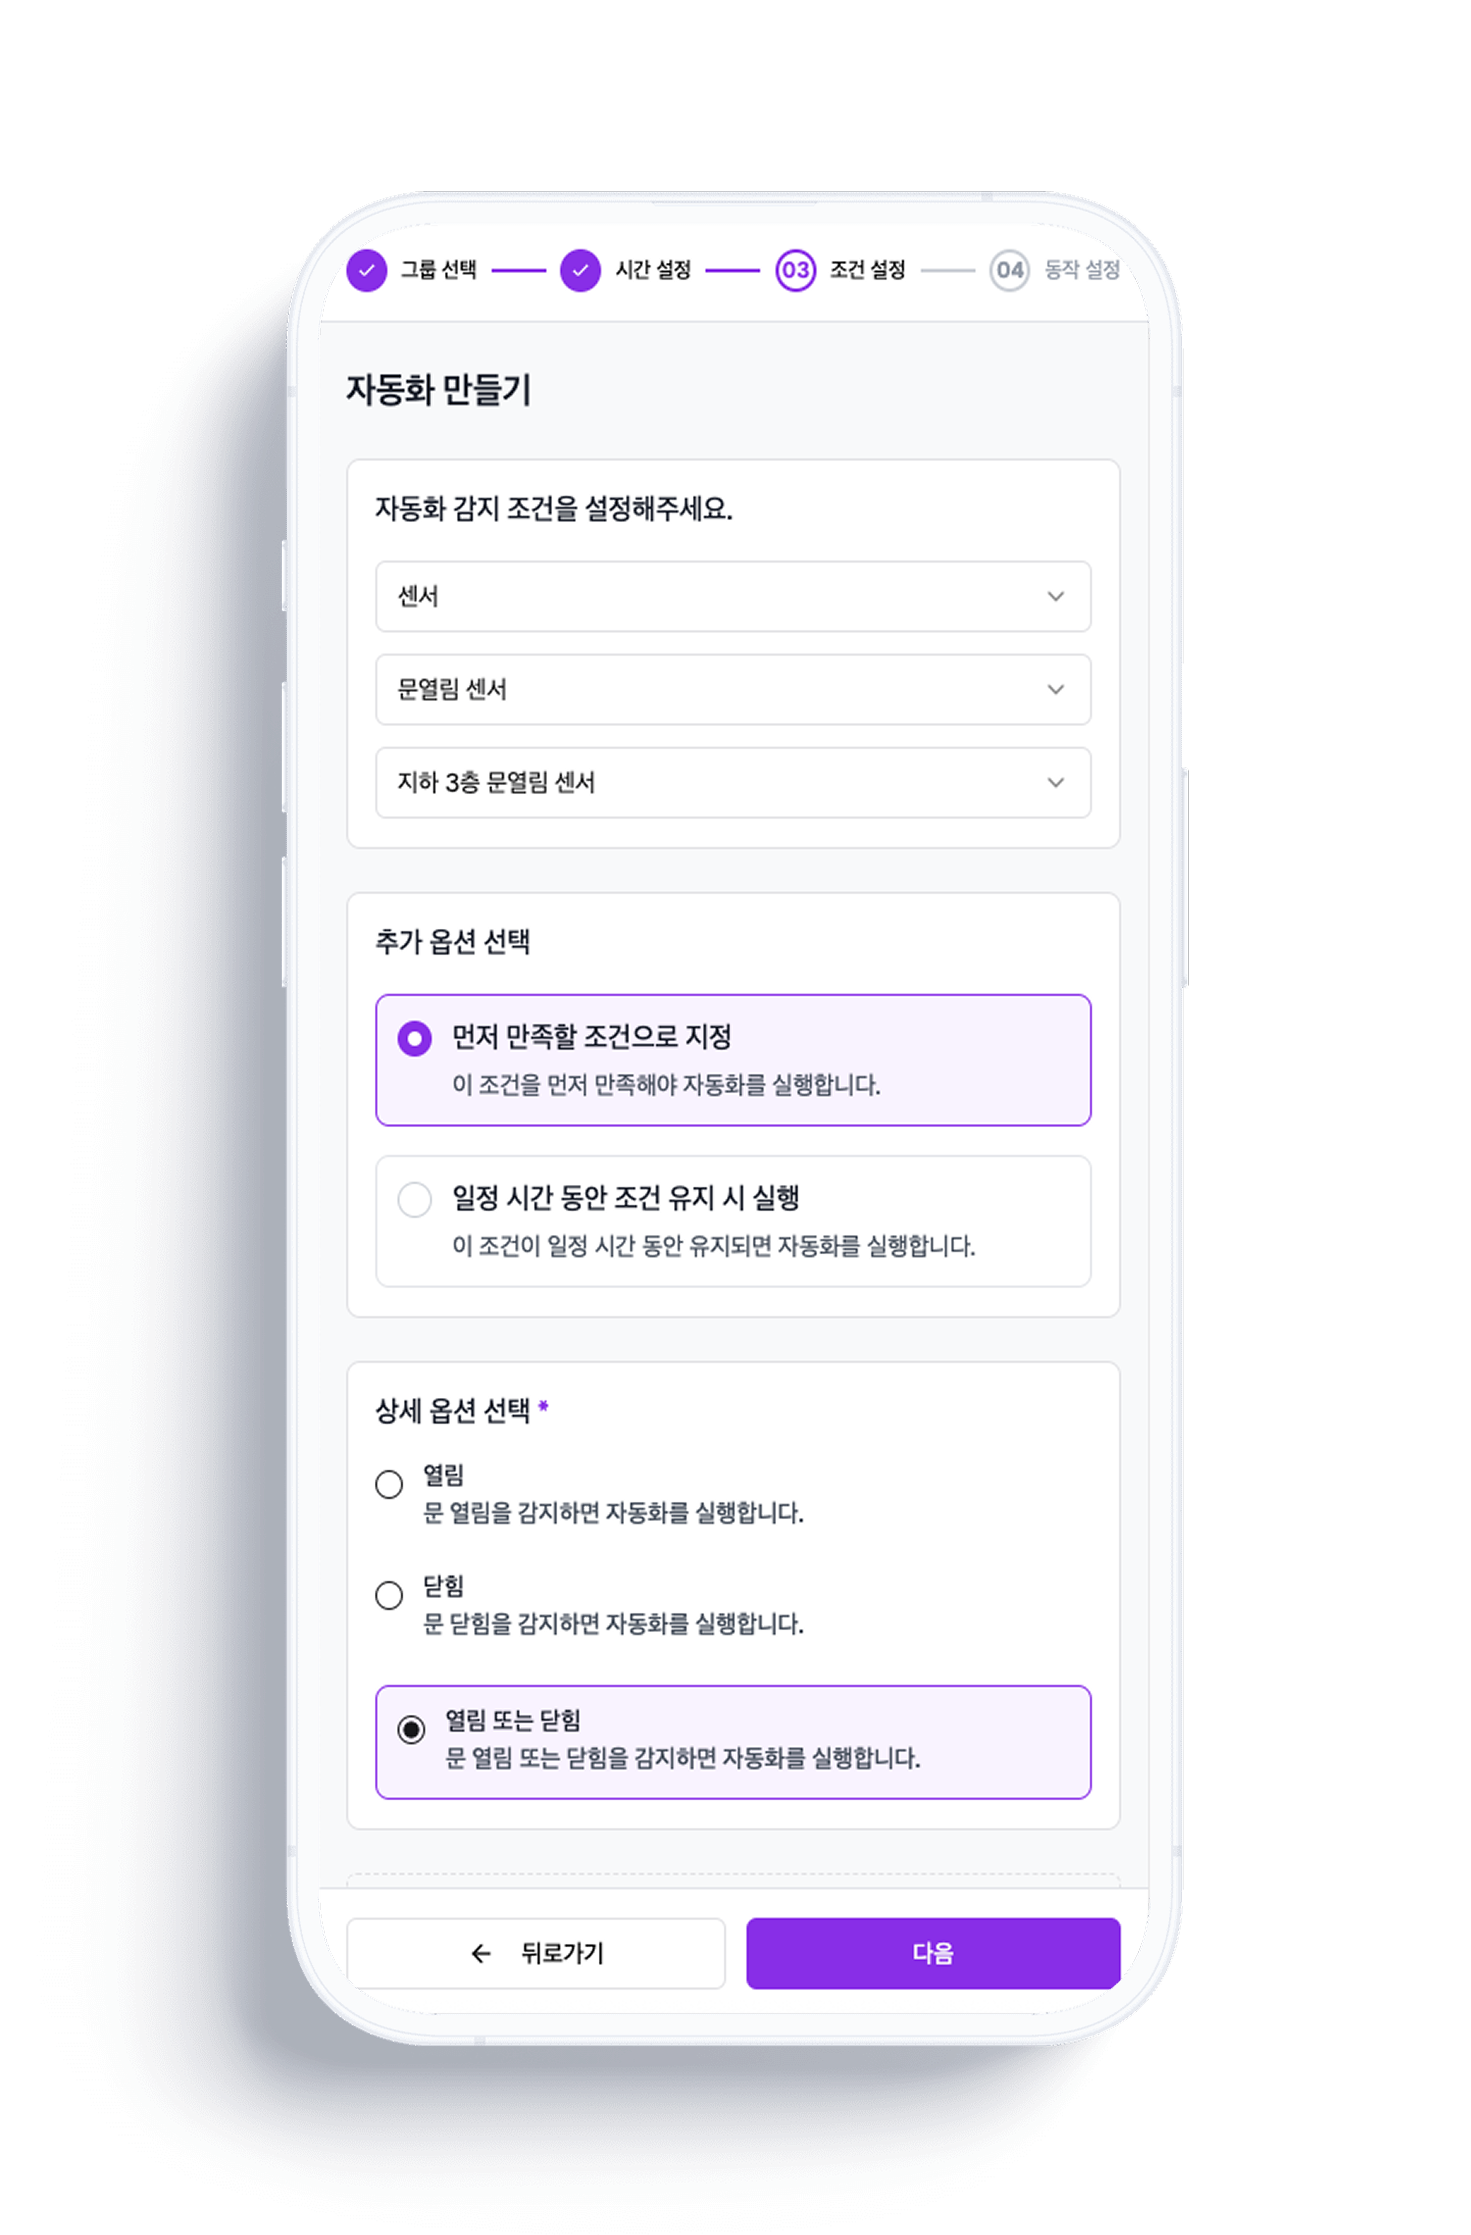 그룹 선택 시간 설정 03 조건 설정 04 동작 설정
자동화 만들기
자동화 감지 조건을 설정해주세요.
센서
문열림 센서
지하 3층 문열림 센서
추가 옵션 선택
먼저 만족할 조건으로 지정
이 조건을 먼저 만족해야 자동화를 실행합니다.
일정 시간 동안 조건 유지 시 실행
이 조건이 일정 시간 동안 유지되면 자동화를 실행합니다.
상세 옵션 선택 *
열림
문 열림을 감지하면 자동화를 실행합니다.
닫힘
문 닫힘을 감지하면 자동화를 실행합니다.
열림 또는 닫힘
문 열림 또는 닫힘을 감지하면 자동화를 실행합니다.
← 뒤로가기 다음